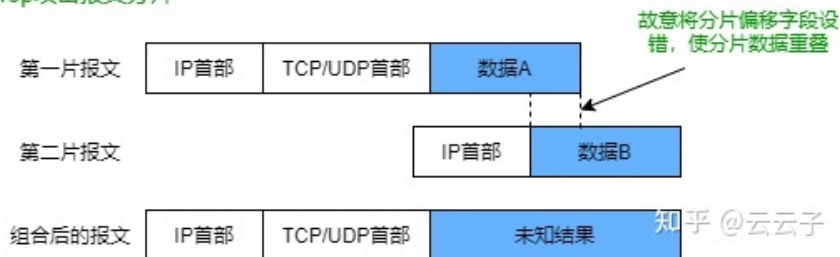 故意将分片偏移字段设
错，使分片数据重叠
第一片报文 IP首部 TCP/UDP首部 数据A
第二片报文 IP首部 数据B
组合后的报文 IP首部 TCP/UDP首部 未知结果
知乎 @云云子